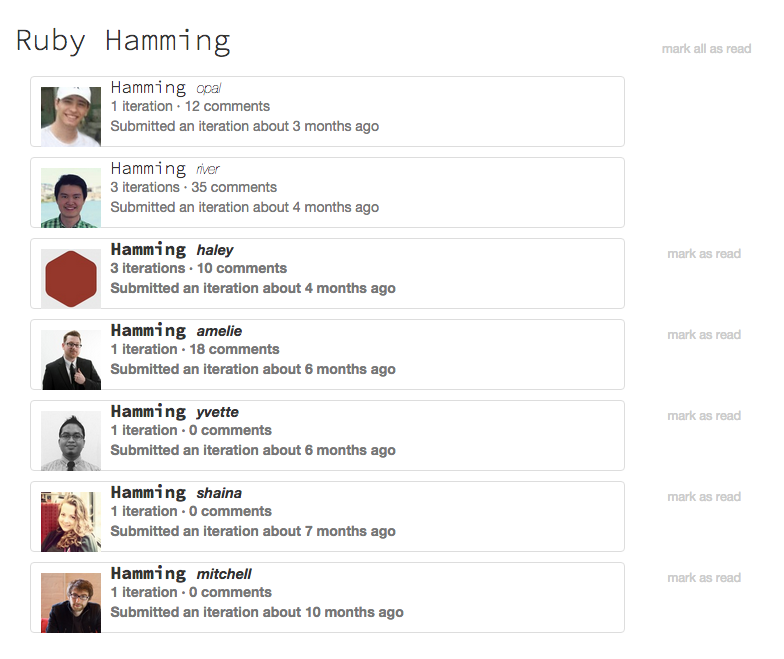 Ruby Hamming
mark all as read
Hamming opal
1 iteration · 12 comments
Submitted an iteration about 3 months ago
Hamming river
3 iterations · 35 comments
Submitted an iteration about 4 months ago
Hamming haley
mark as read
3 iterations · 10 comments
Submitted an iteration about 4 months ago
Hamming amelie
mark as read
1 iteration · 18 comments
Submitted an iteration about 6 months ago
Hamming yvette
mark as read
1 iteration · 0 comments
Submitted an iteration about 6 months ago
Hamming shaina
mark as read
1 iteration · 0 comments
Submitted an iteration about 7 months ago
Hamming mitchell
mark as read
1 iteration · 0 comments
Submitted an iteration about 10 months ago